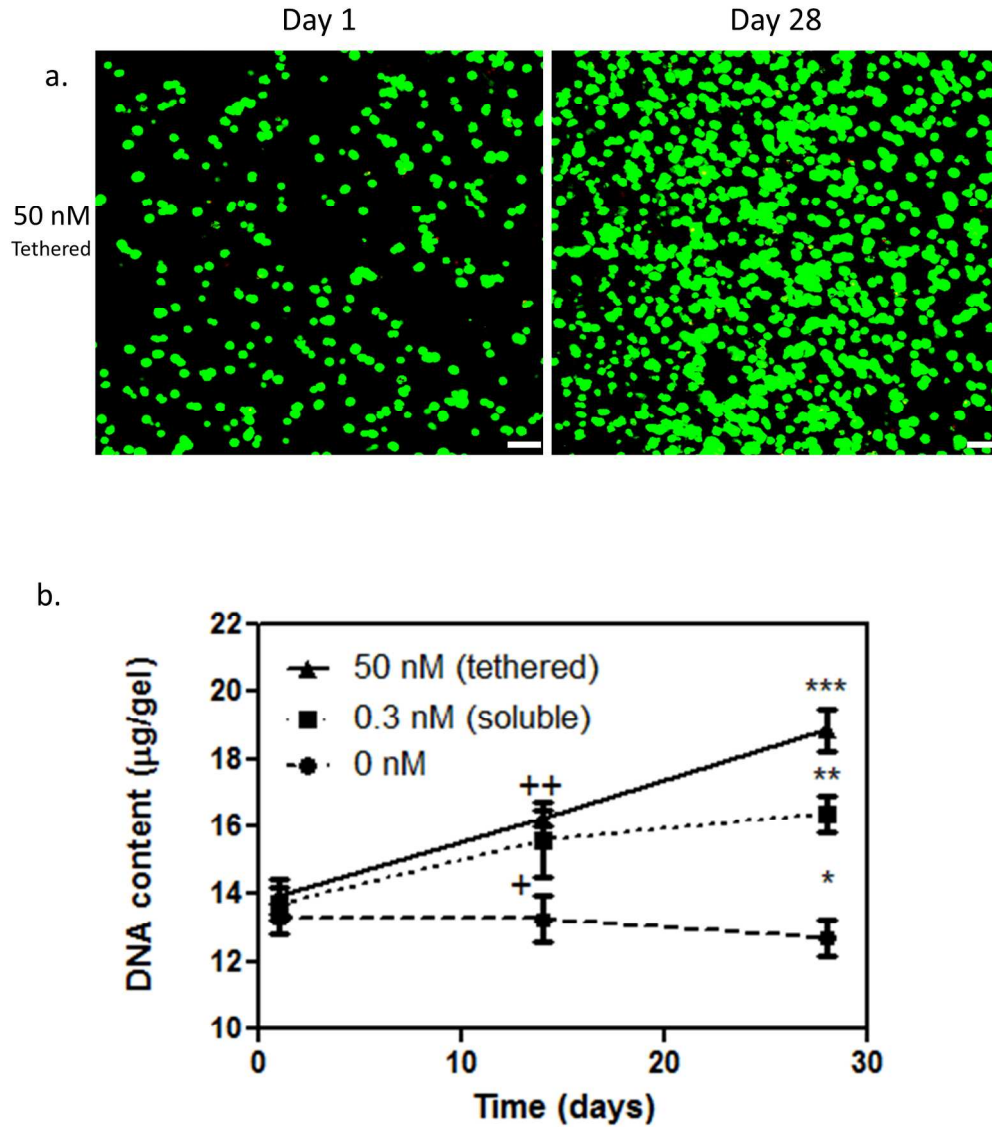 Day 1
Day 28
a.
50 nM
Tethered
b.
22
20
18
16
14
12
10
DNA content (µg/gel)
50 nM (tethered)
0.3 nM (soluble)
0 nM
++
+
***
**
*
0
10
20
30
Time (days)